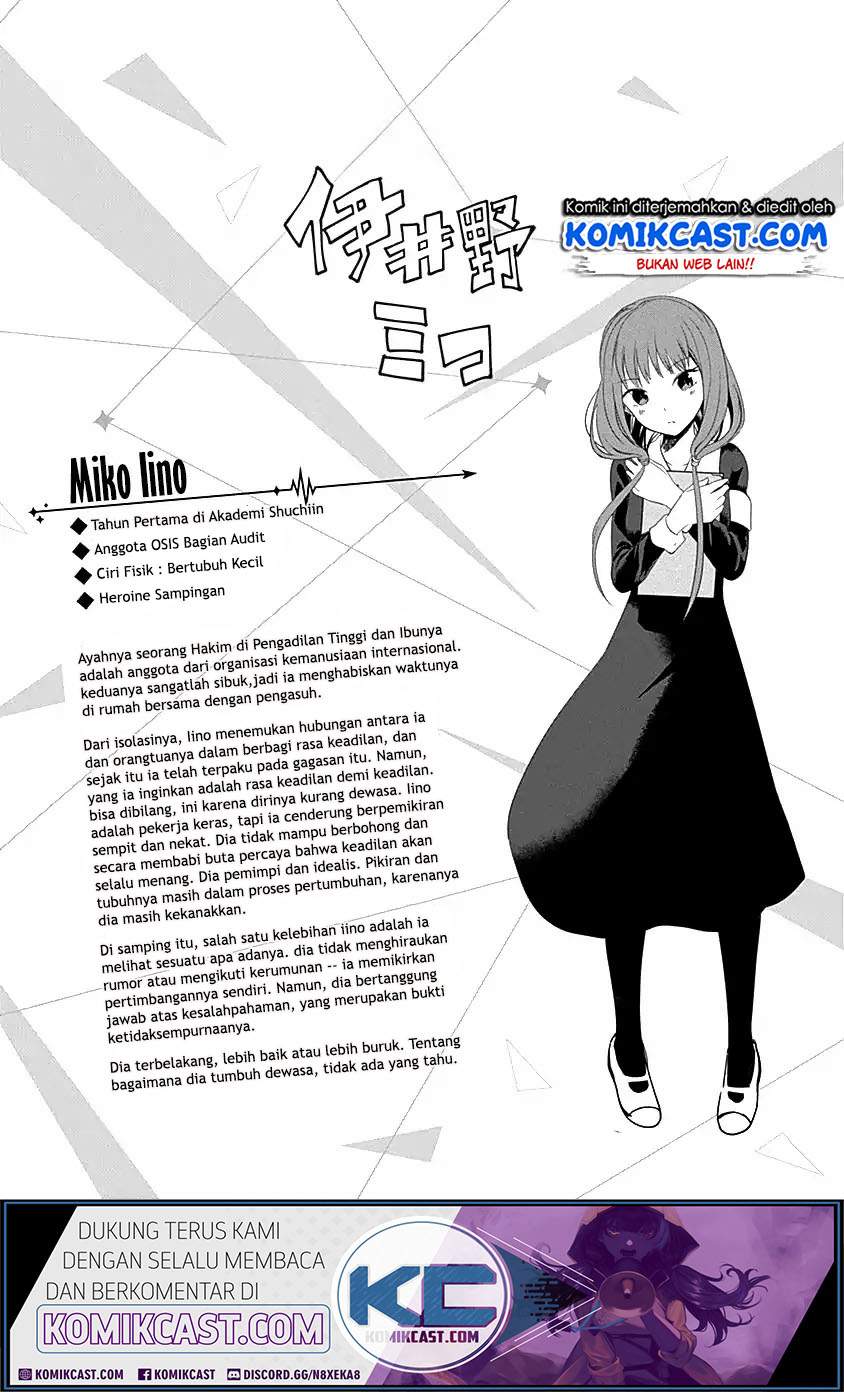 伊井野
ミコ
Komik ini diterjemahkan & diedit oleh
KOMIKCAST.COM
BUKAN WEB LAIN!!
Miko Iino
Tahun Pertama di Akademi Shuchiin
Anggota OSIS Bagian Audit
Ciri Fisik : Bertubuh Kecil
Heroine Sampingan
Ayahnya seorang Hakim di Pengadilan Tinggi dan Ibunya
adalah anggota dari organisasi kemanusiaan internasional.
keduanya sangatlah sibuk,jadi ia menghabiskan waktunya
di rumah bersama dengan pengasuh.
Dari isolasinya, Iino menemukan hubungan antara ia
dan orangtuanya dalam berbagi rasa keadilan, dan
sejak itu ia telah terpaku pada gagasan itu. Namun,
yang ia inginkan adalah rasa keadilan demi keadilan.
bisa dibilang, ini karena dirinya kurang dewasa. Iino
adalah pekerja keras, tapi ia cenderung berpemikiran
sempit dan nekat. Dia tidak mampu berbohong dan
secara membabi buta percaya bahwa keadilan akan
selalu menang. Dia pemimpi dan idealis. Pikiran dan
tubuhnya masih dalam proses pertumbuhan, karenanya
dia masih kekanakkan.
Di samping itu, salah satu kelebihan iino adalah ia
melihat sesuatu apa adanya. dia tidak menghiraukan
rumor atau mengikuti kerumunan -- ia memikirkan
pertimbangannya sendiri. Namun, dia bertanggung
jawab atas kesalahpahaman, yang merupakan bukti
ketidaksempurnaanya.
Dia terbelakang, lebih baik atau lebih buruk. Tentang
bagaimana dia tumbuh dewasa, tidak ada yang tahu.
DUKUNG TERUS KAMI
DENGAN SELALU MEMBACA
DAN BERKOMENTAR DI
KOMIKCAST.COM
KOMIKCAST.COM KOMIKCAST DISCORD.GG/N8XEKA8
KC
KOMIKCAST.COM